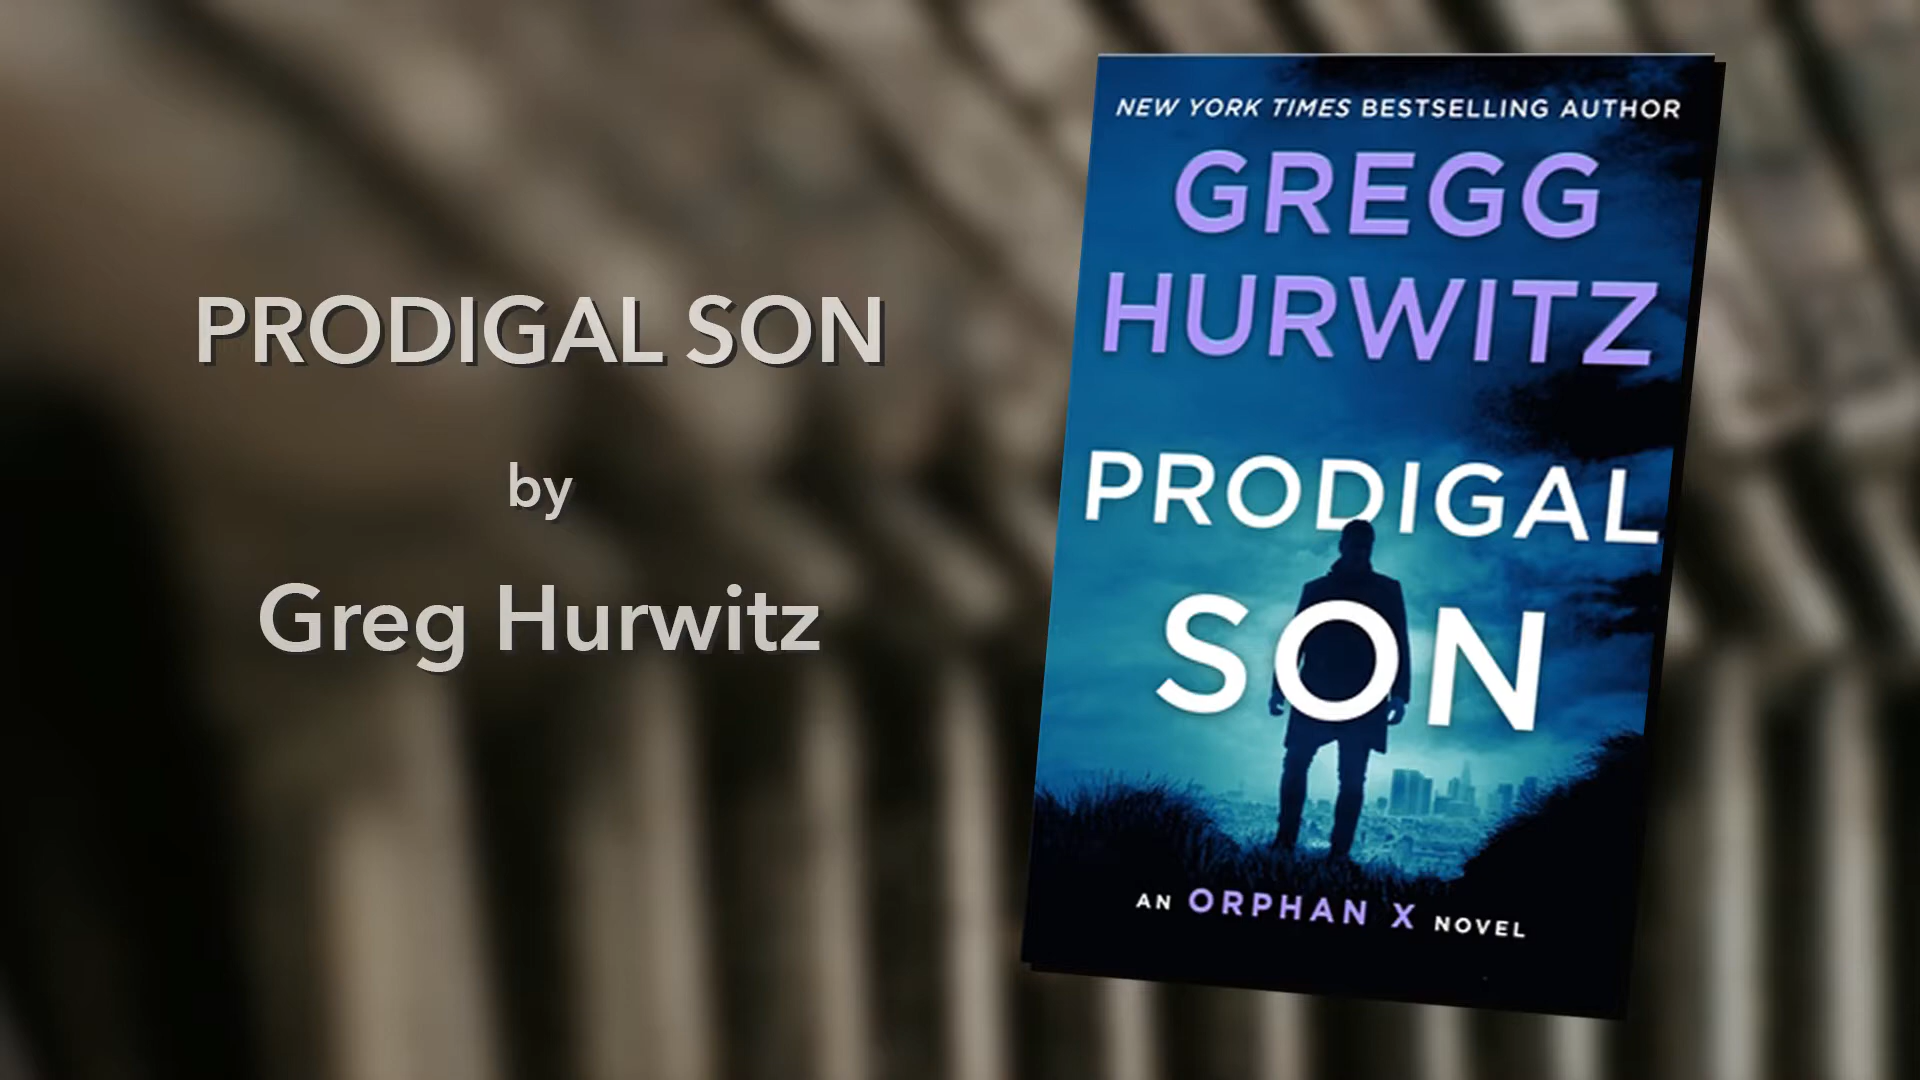 PRODIGAL SON
by
Greg Hurwitz
NEW YORK TIMES BESTSELLING AUTHOR
GREGG
HURWITZ
PRODIGAL
SON
AN ORPHAN X NOVEL